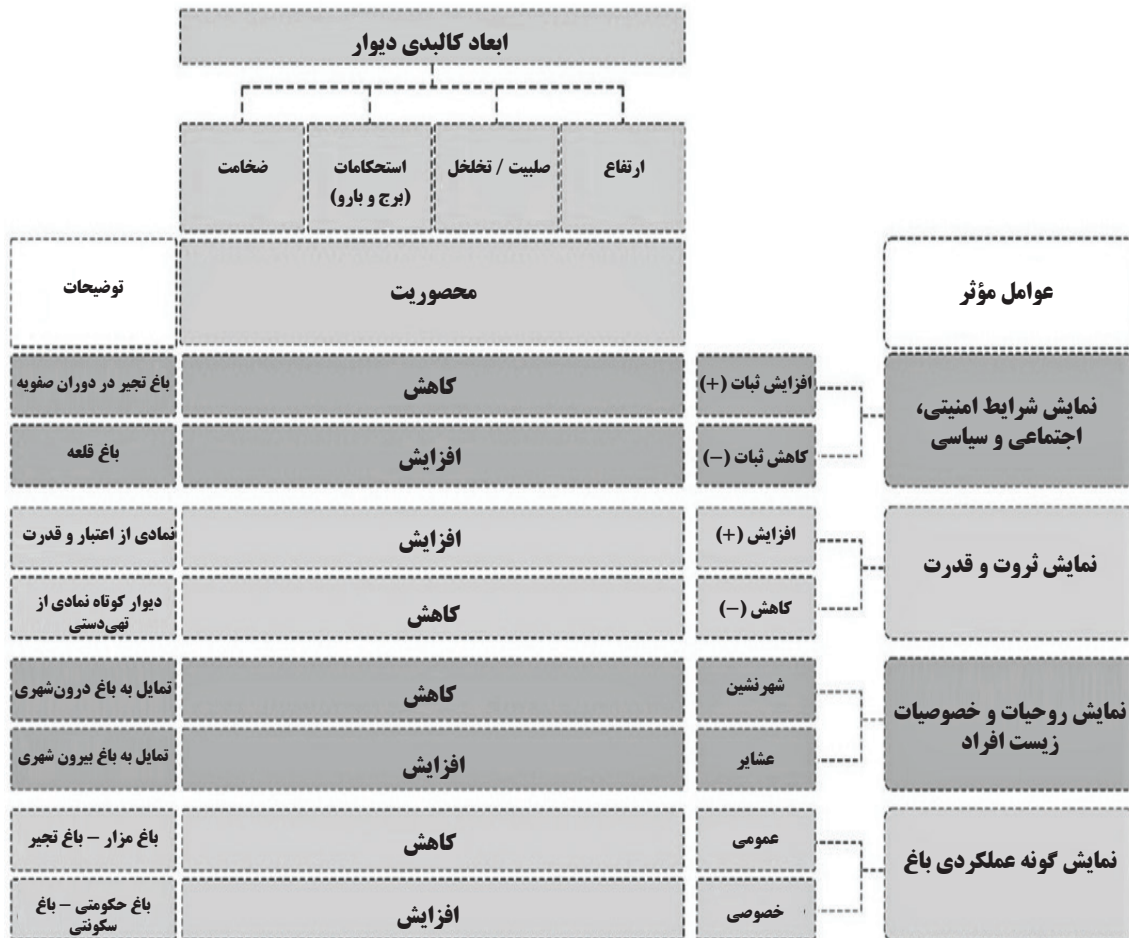 ابعاد کالبدی دیوار
ارتفاع
صلبیت / تخلخل
استحکامات
(برج و بارو)
ضخامت
عوامل مؤثر
محصوریت
توضیحات
نمایش شرایط امنیتی،
اجتماعی و سیاسی
افزایش ثبات (+)
کاهش
باغ تجیر در دوران صفویه
کاهش ثبات (–)
افزایش
باغ قلعه
نمایش ثروت و قدرت
افزایش (+)
افزایش
نمادی از اعتبار و قدرت
کاهش (–)
کاهش
دیوار کوتاه نمادی از
تهی‌دستی
نمایش روحیات و خصوصیات
زیست افراد
شهرنشین
کاهش
تمایل به باغ درون‌شهری
عشایر
افزایش
تمایل به باغ بیرون شهری
نمایش گونه عملکردی باغ
عمومی
کاهش
باغ مزار – باغ تجیر
خصوصی
افزایش
باغ حکومتی – باغ
سکونتی